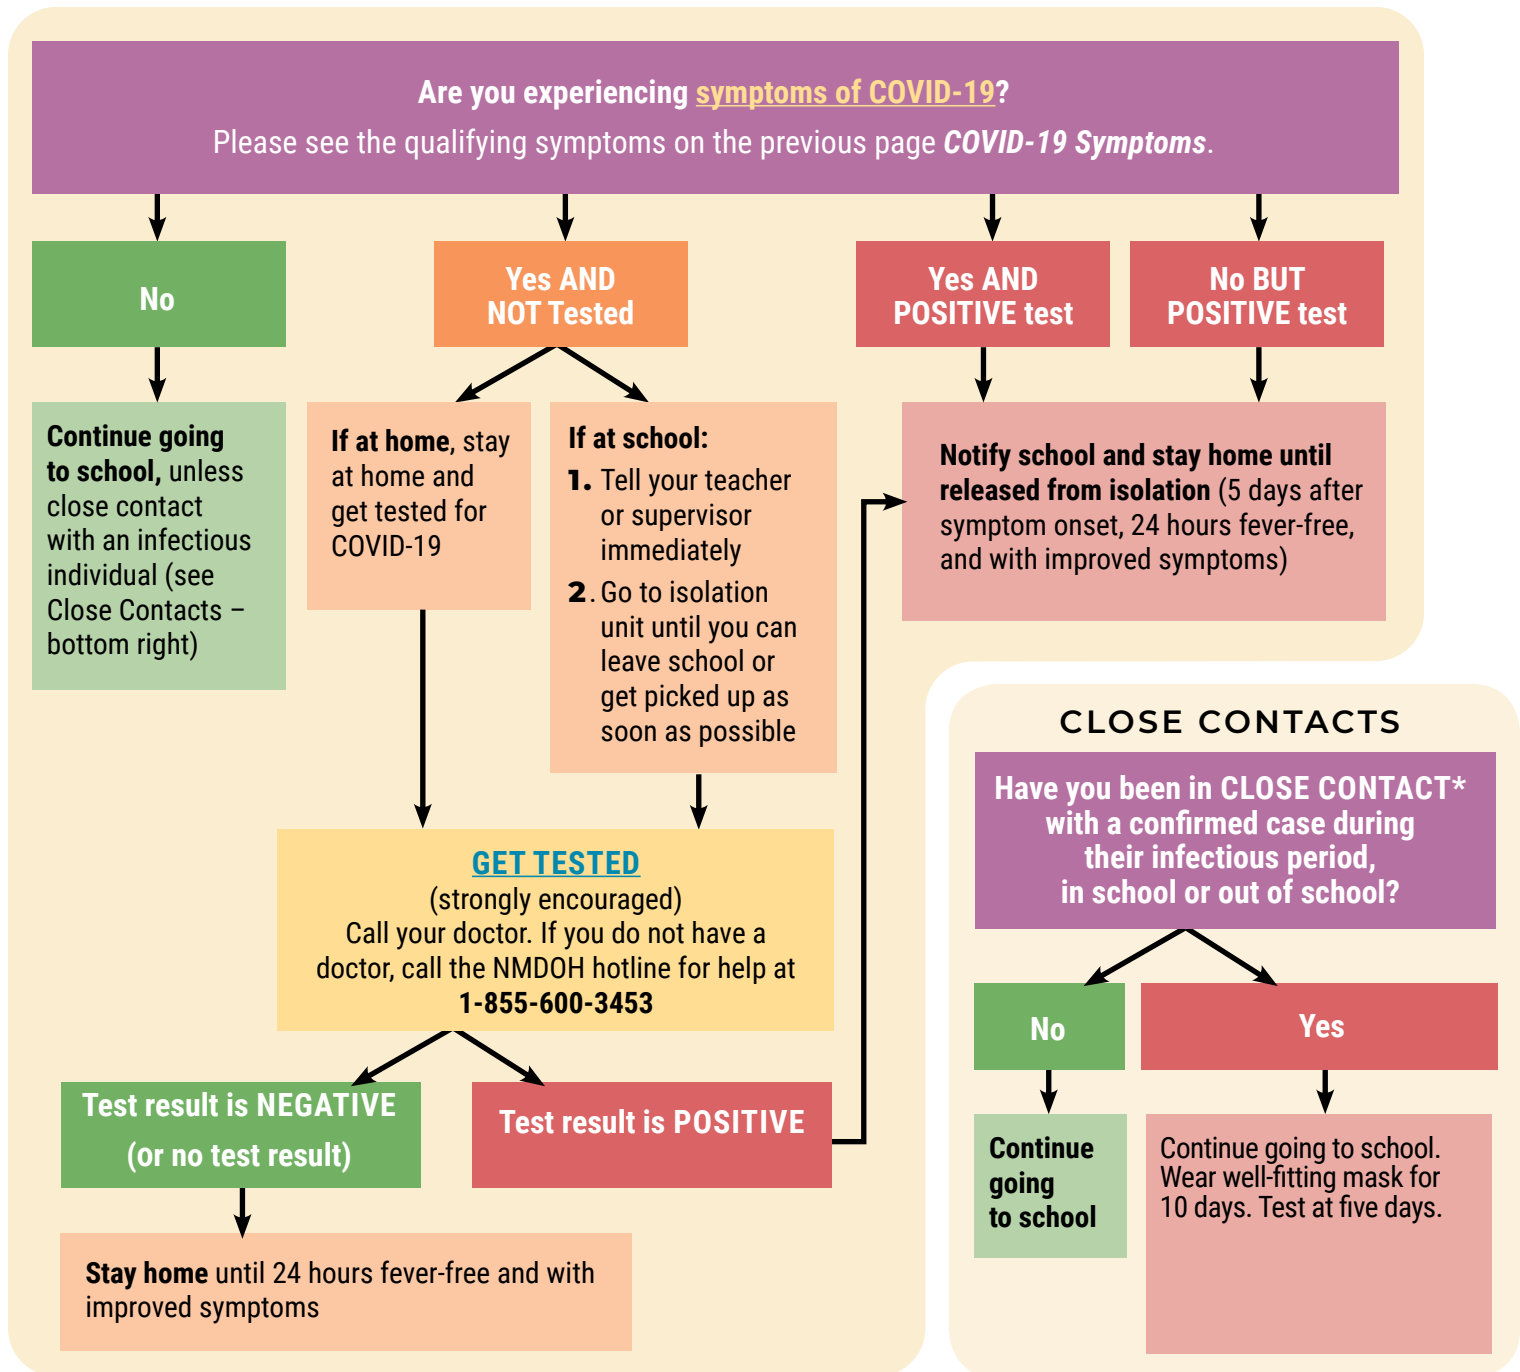 Are you experiencing symptoms of COVID-19?
Please see the qualifying symptoms on the previous page COVID-19 Symptoms.
No
Yes AND
NOT Tested
Yes AND
POSITIVE test
No BUT
POSITIVE test
Continue going
to school, unless
close contact
with an infectious
individual (see
Close Contacts –
bottom right)
If at home, stay
at home and
get tested for
COVID-19
If at school:
1. Tell your teacher
or supervisor
immediately
2. Go to isolation
unit until you can
leave school or
get picked up as
soon as possible
Notify school and stay home until
released from isolation (5 days after
symptom onset, 24 hours fever-free,
and with improved symptoms)
GET TESTED
(strongly encouraged)
Call your doctor. If you do not have a
doctor, call the NMDOH hotline for help at
1-855-600-3453
Test result is NEGATIVE
(or no test result)
Test result is POSITIVE
Stay home until 24 hours fever-free and with
improved symptoms
CLOSE CONTACTS
Have you been in CLOSE CONTACT*
with a confirmed case during
their infectious period,
in school or out of school?
No
Yes
Continue
going
to school
Continue going to school.
Wear well-fitting mask for
10 days. Test at five days.